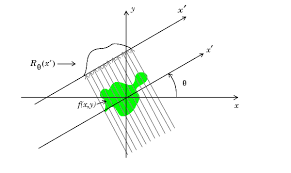 y
x′
x′
R_θ(x′)
θ
f(x,y)
x